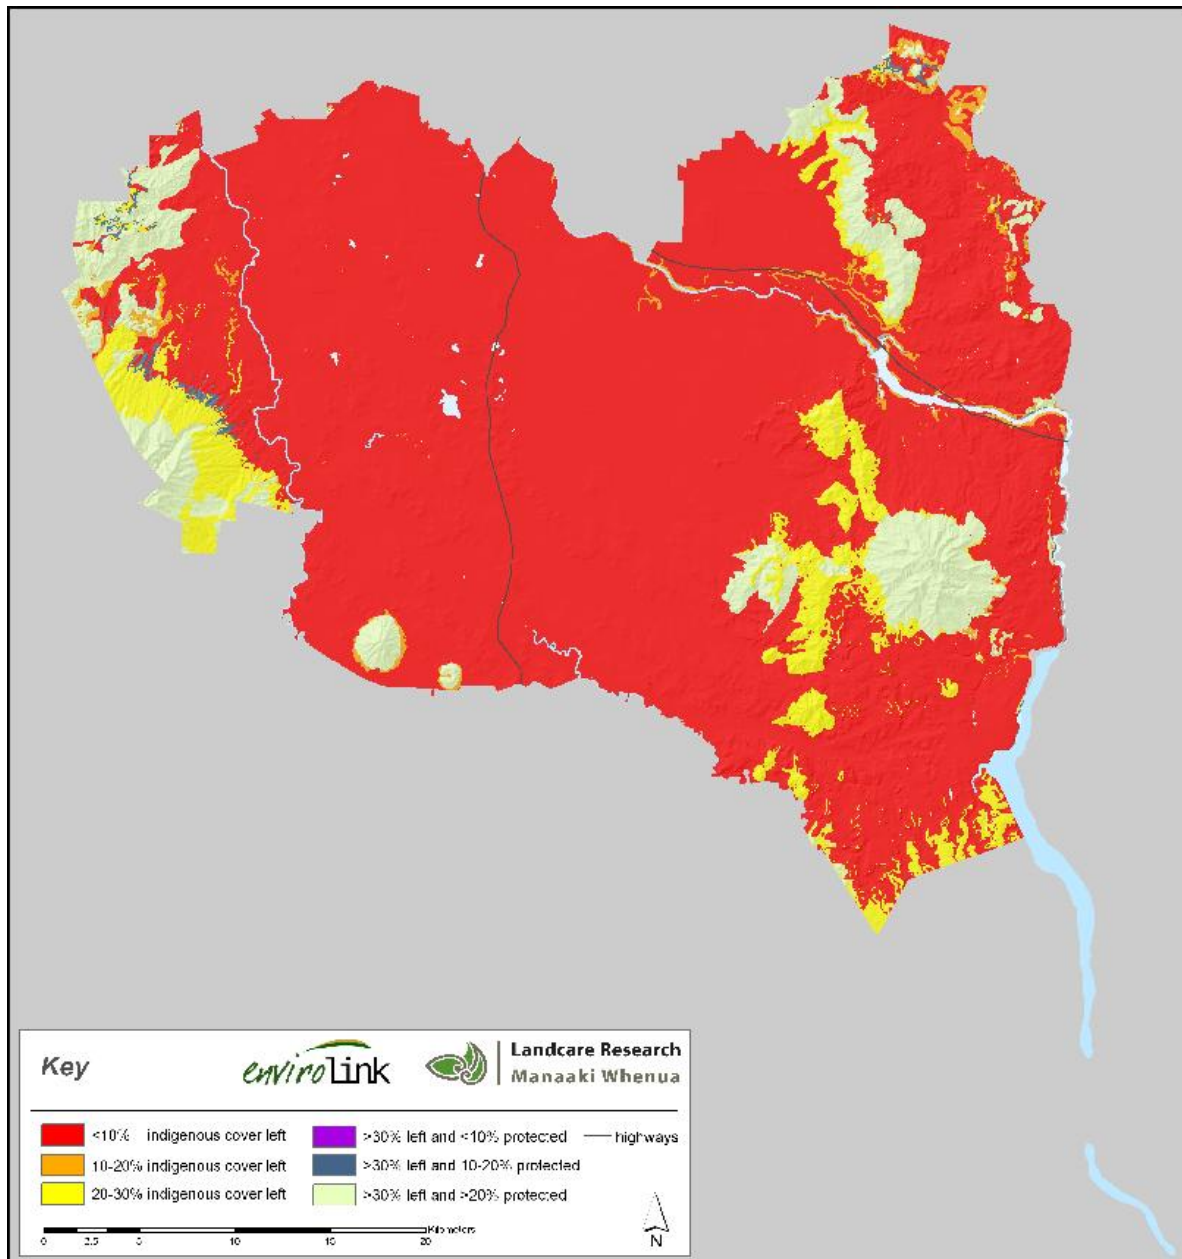 Key
envirolink
Landcare Research
Manaaki Whenua
<10% indigenous cover left
>30% left and <10% protected
highways
10-20% indigenous cover left
>30% left and 10-20% protected
20-30% indigenous cover left
>30% left and >20% protected
Kilometers
0 2.5 5 10 15 20
N